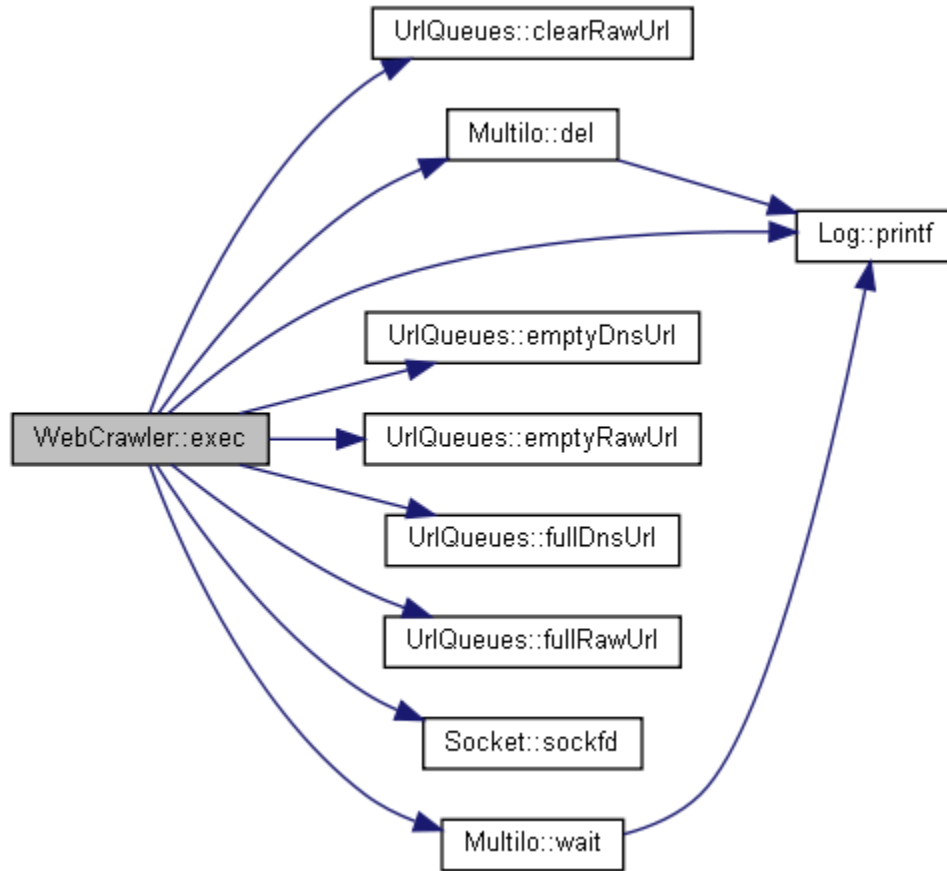 UrlQueues::clearRawUrl
MultiIo::del
Log::printf
UrlQueues::emptyDnsUrl
WebCrawler::exec
UrlQueues::emptyRawUrl
UrlQueues::fullDnsUrl
UrlQueues::fullRawUrl
Socket::sockfd
MultiIo::wait